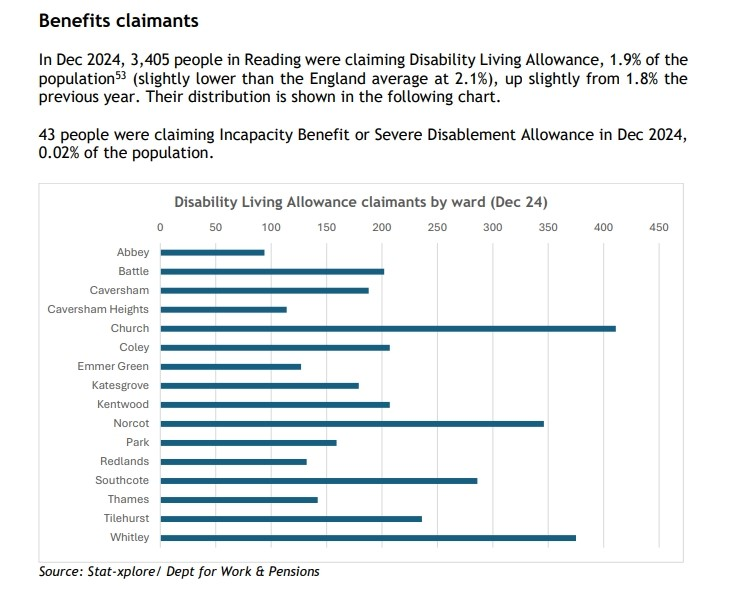 Benefits claimants
In Dec 2024, 3,405 people in Reading were claiming Disability Living Allowance, 1.9% of the
population53 (slightly lower than the England average at 2.1%), up slightly from 1.8% the
previous year. Their distribution is shown in the following chart.
43 people were claiming Incapacity Benefit or Severe Disablement Allowance in Dec 2024,
0.02% of the population.
Disability Living Allowance claimants by ward (Dec 24)
0 50 100 150 200 250 300 350 400 450
Abbey
Battle
Caversham
Caversham Heights
Church
Coley
Emmer Green
Katesgrove
Kentwood
Norcot
Park
Redlands
Southcote
Thames
Tilehurst
Whitley
Source: Stat-xplore/ Dept for Work & Pensions